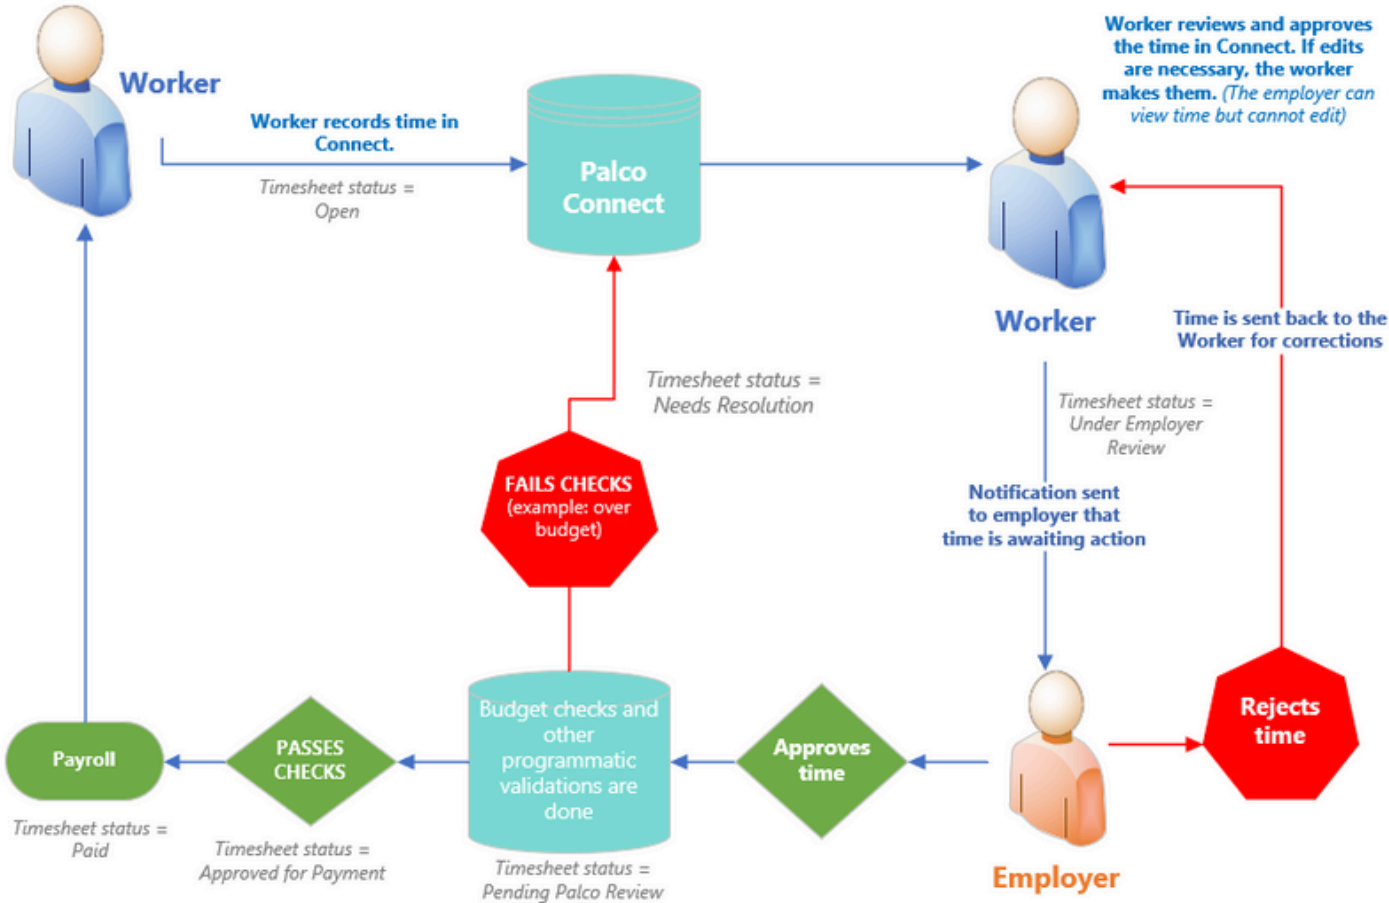 Worker
Worker records time in
Connect.
Timesheet status =
Open
Palco
Connect
Worker reviews and approves
the time in Connect. If edits
are necessary, the worker
makes them. (The employer can
view time but cannot edit)
Worker
Time is sent back to the
Worker for corrections
Timesheet status =
Under Employer
Review
Notification sent
to employer that
time is awaiting action
Timesheet status =
Needs Resolution
FAILS CHECKS
(example: over
budget)
Rejects
time
Employer
Approves
time
Budget checks and
other
programmatic
validations are
done
Timesheet status =
Pending Palco Review
PASSES
CHECKS
Timesheet status =
Approved for Payment
Payroll
Timesheet status =
Paid